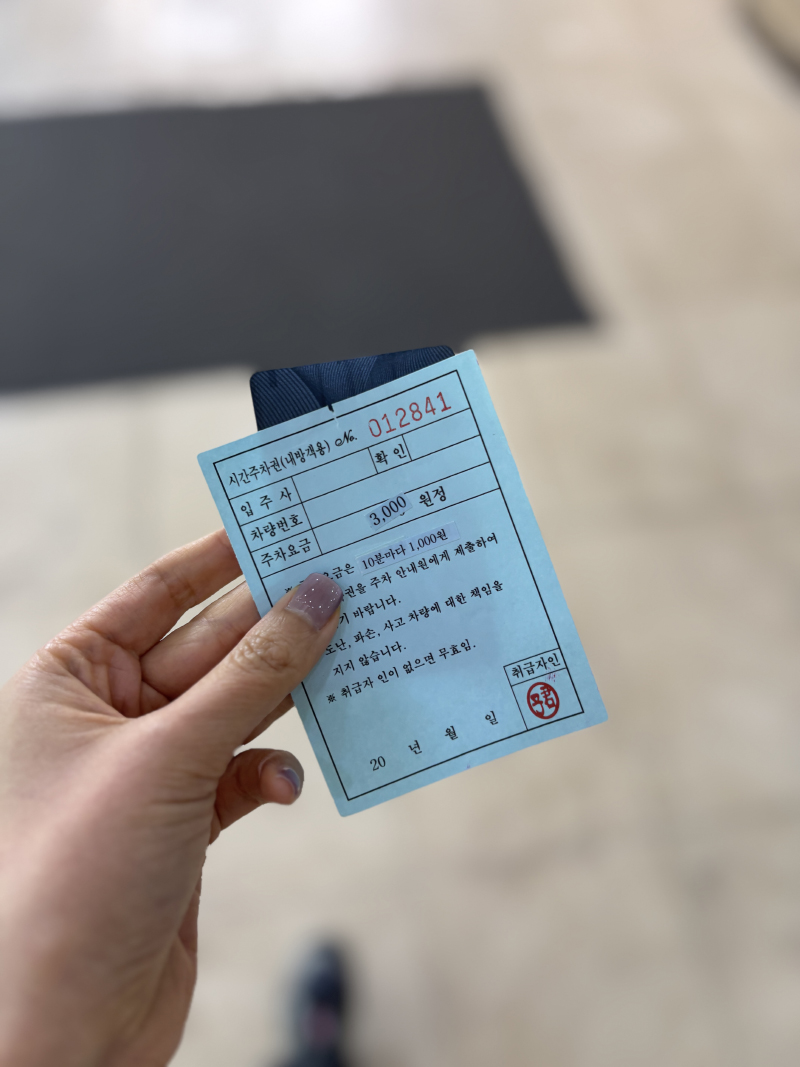 시간주차권(내방객용) No. 012841
입 주 사 확 인
차량번호
주차요금 3,000 원정
금은 10분마다 1,000원
권을 주차 안내원에게 제출하여
기 바랍니다.
도난, 파손, 사고 차량에 대한 책임을
지지 않습니다.
※ 취급자 인이 없으면 무효임.
취급자인
20 년 월 일